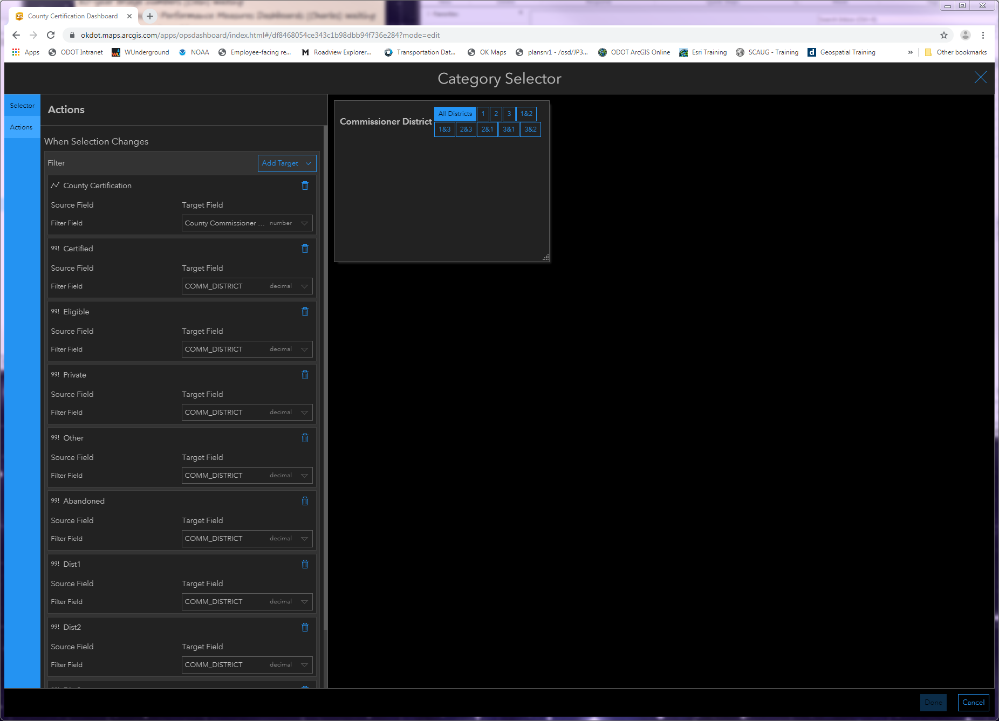 County Certification Dashboard
okdot.maps.arcgis.com/apps/opsdashboard/index.html#/df8468054ce343c1b98dbb94f736e284?mode=edit
Apps ODOT Intranet WUnderground NOAA Employee-facing re... Roadview Explorer... Transportation Dat... OK Maps plansrv1 - /osd/JP3... ODOT ArcGIS Online Esri Training SCAUG - Training Geospatial Training » Other bookmarks
Category Selector
Selector
Actions
Actions
When Selection Changes
Filter Add Target
County Certification
Source Field Target Field
Filter Field County Commissioner ... number
99! Certified
Source Field Target Field
Filter Field COMM_DISTRICT decimal
99! Eligible
Source Field Target Field
Filter Field COMM_DISTRICT decimal
99! Private
Source Field Target Field
Filter Field COMM_DISTRICT decimal
99! Other
Source Field Target Field
Filter Field COMM_DISTRICT decimal
99! Abandoned
Source Field Target Field
Filter Field COMM_DISTRICT decimal
99! Dist1
Source Field Target Field
Filter Field COMM_DISTRICT decimal
99! Dist2
Source Field Target Field
Filter Field COMM_DISTRICT decimal
Commissioner District
All Districts 1 2 3 1&2
1&3 2&3 2&1 3&1 3&2
Done Cancel